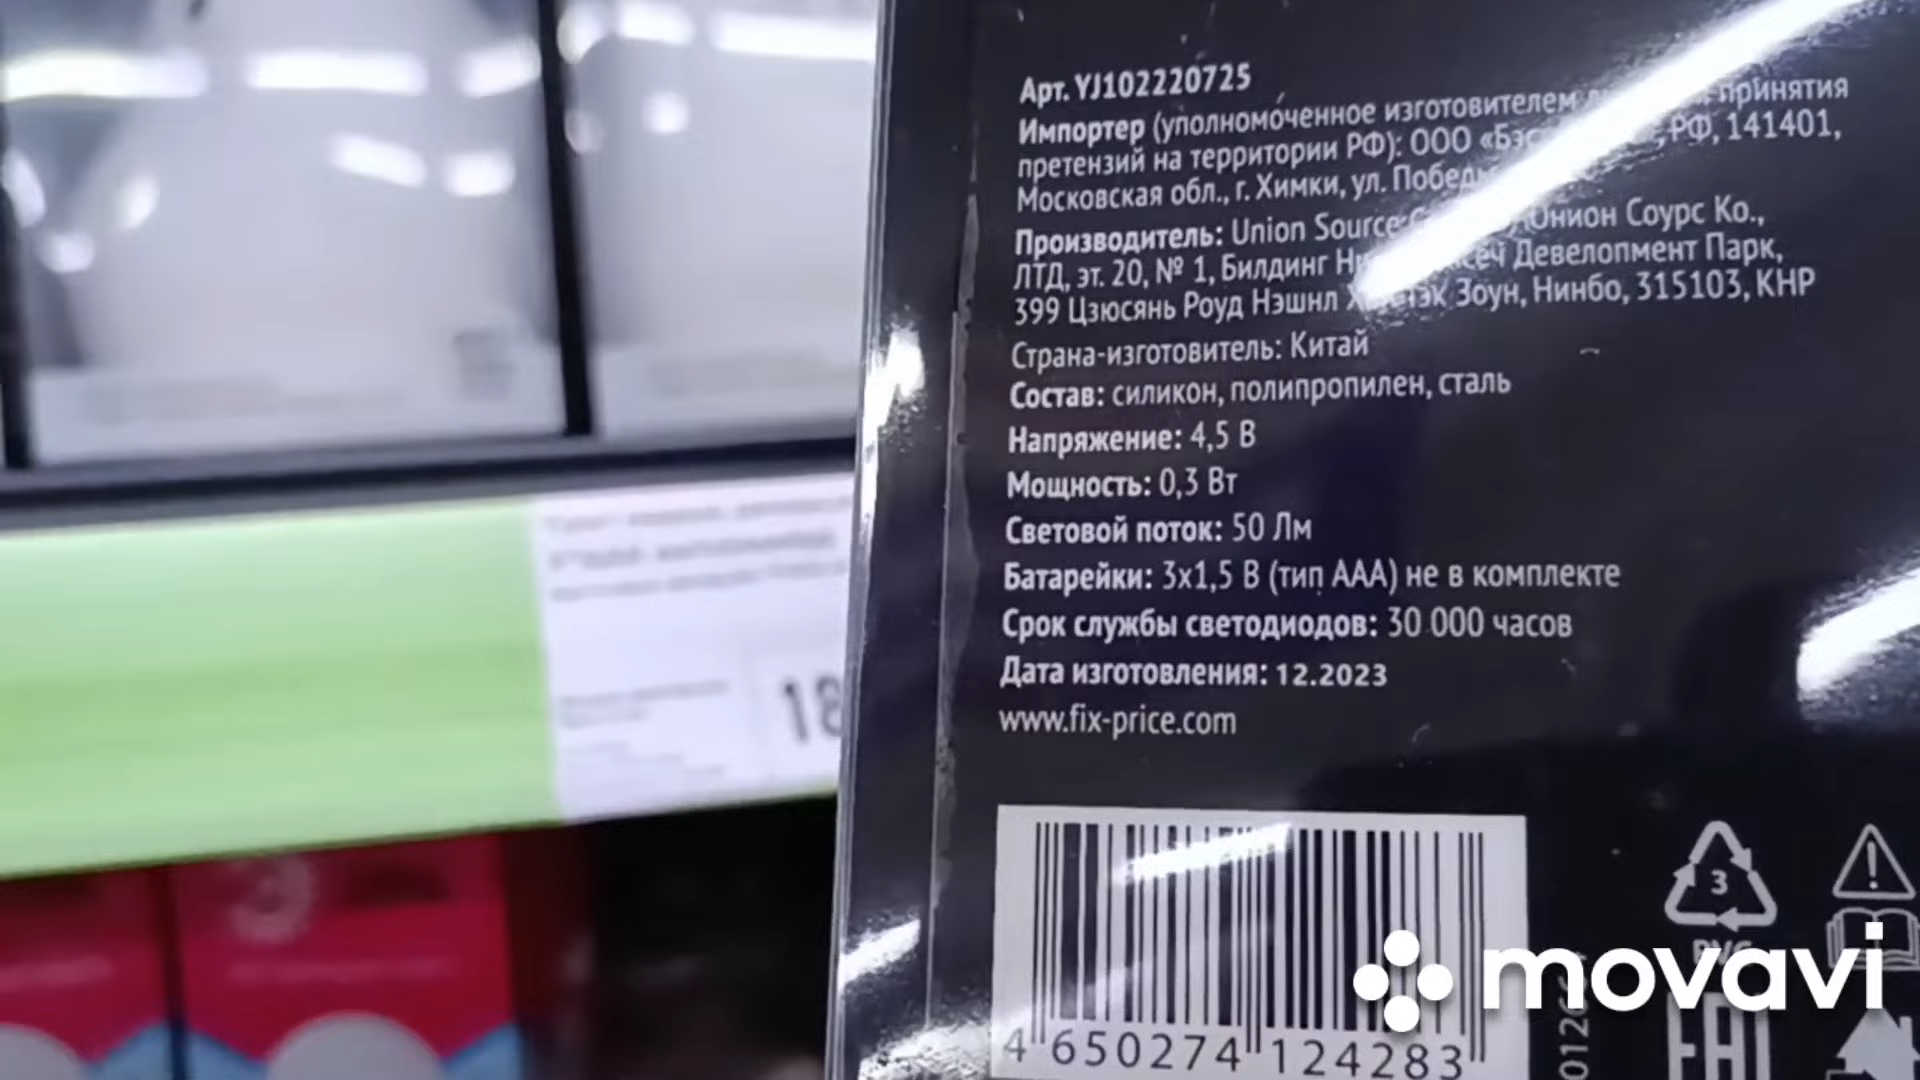 Арт. YJ102220725
Импортер (уполномоченное изготовителем принятия
претензий на территории РФ): ООО РФ, 141401,
Московская обл., г. Химки, ул.
Производитель: Union Source Юнион Соурс Ко.,
ЛТД, эт. 20, № 1, Билдинг Девелопмент Парк,
399 Цзюсянь Роуд Нэшнл Зоун, Нинбо, 315103, КНР
Страна-изготовитель: Китай
Состав: силикон, полипропилен, сталь
Напряжение: 4,5 В
Мощность: 0,3 Вт
Световой поток: 50 Лм
Батарейки: 3x1,5 В (тип ААА) не в комплекте
Срок службы светодиодов: 30 000 часов
Дата изготовления: 12.2023
www.fix-price.com
18
3
4 650274 124283
movavi
EAC